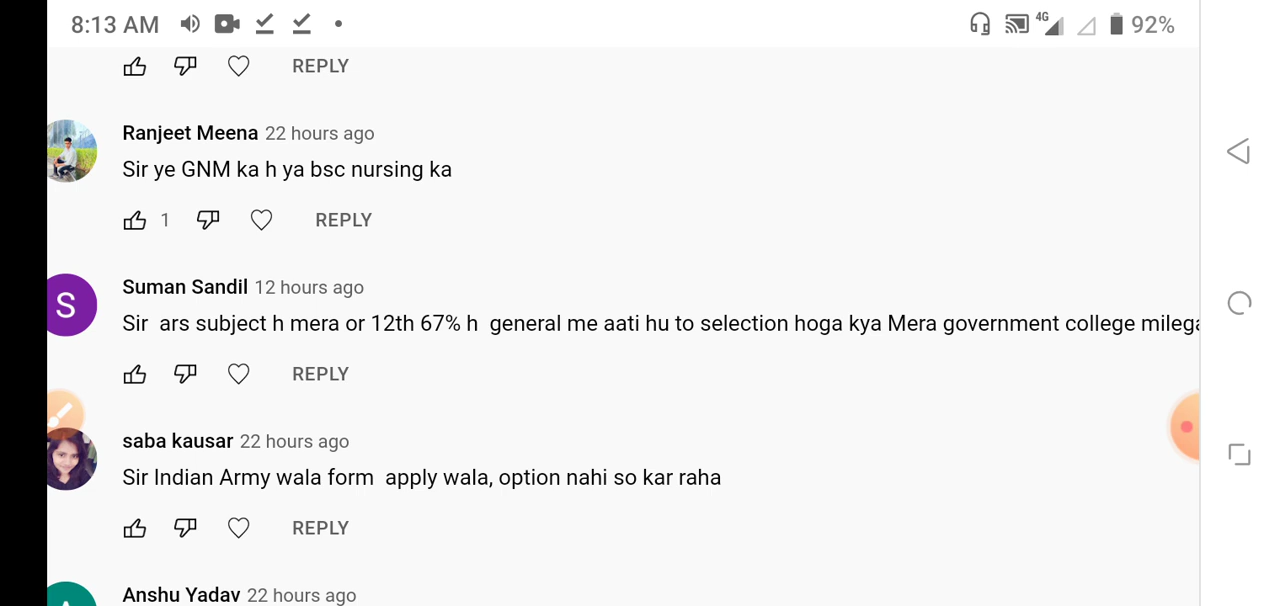 8:13 AM 4G 92%
REPLY
Ranjeet Meena 22 hours ago
Sir ye GNM ka h ya bsc nursing ka
1 REPLY
S
Suman Sandil 12 hours ago
Sir ars subject h mera or 12th 67% h general me aati hu to selection hoga kya Mera government college milega
REPLY
saba kausar 22 hours ago
Sir Indian Army wala form apply wala, option nahi so kar raha
REPLY
Anshu Yadav 22 hours ago